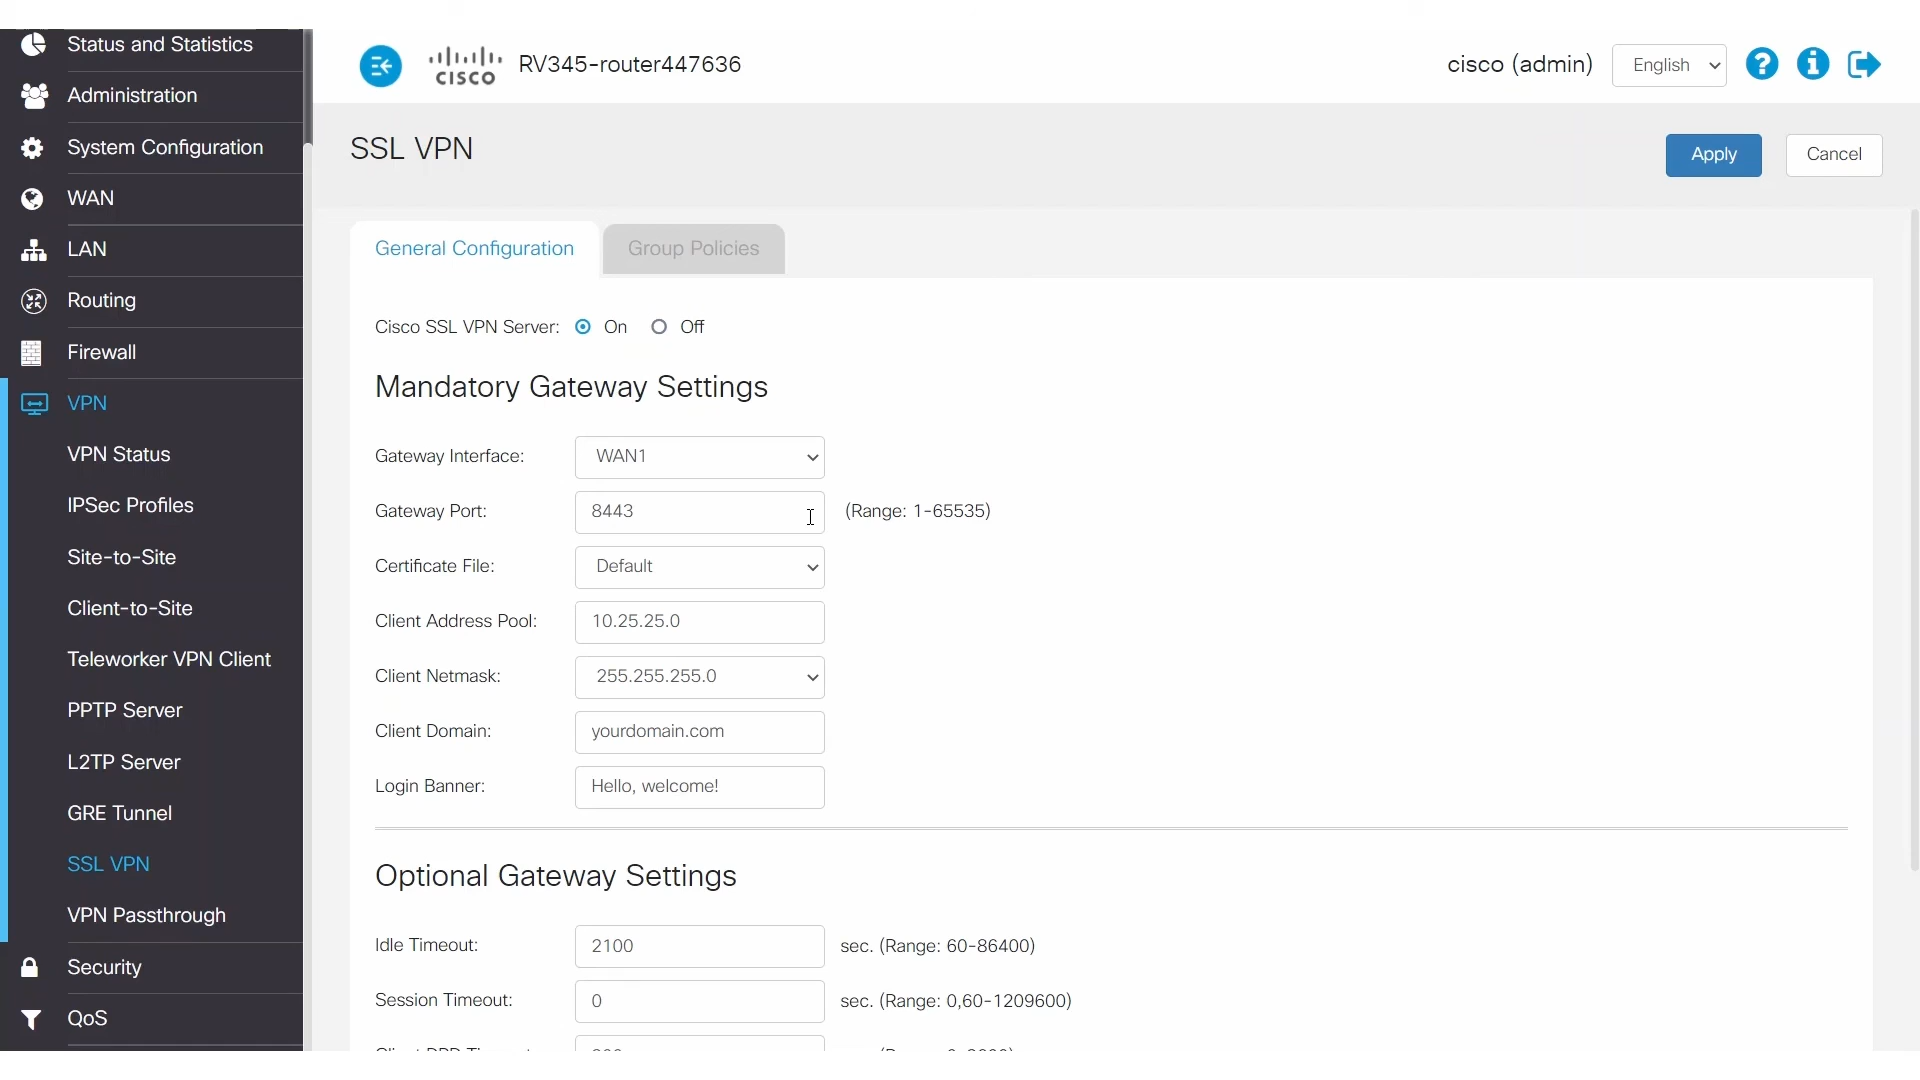 Status and Statistics
Administration
System Configuration
WAN
LAN
Routing
Firewall
VPN
VPN Status
IPSec Profiles
Site-to-Site
Client-to-Site
Teleworker VPN Client
PPTP Server
L2TP Server
GRE Tunnel
SSL VPN
VPN Passthrough
Security
QoS
CISCO RV345-router447636
cisco (admin) English
SSL VPN
Apply Cancel
General Configuration Group Policies
Cisco SSL VPN Server: On Off
Mandatory Gateway Settings
Gateway Interface: WAN1
Gateway Port: 8443 (Range: 1-65535)
Certificate File: Default
Client Address Pool: 10.25.25.0
Client Netmask: 255.255.255.0
Client Domain: yourdomain.com
Login Banner: Hello, welcome!
Optional Gateway Settings
Idle Timeout: 2100 sec. (Range: 60-86400)
Session Timeout: 0 sec. (Range: 0,60-1209600)